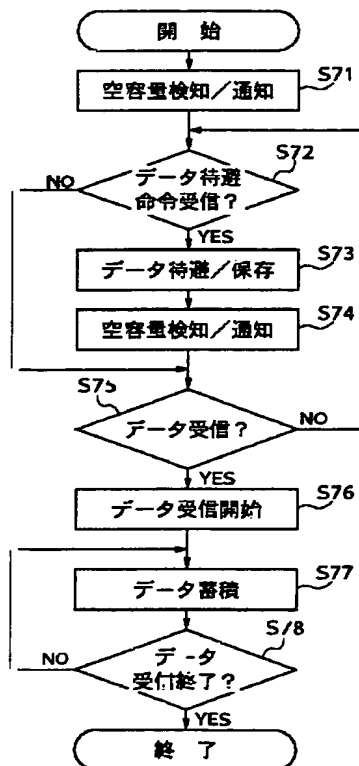 開始
空容量検知／通知
S71
S72
NO
データ待避
命令受信？
YES
S73
データ待避／保存
S74
空容量検知／通知
S75
データ受信？
NO
YES
S76
データ受信開始
S77
データ蓄積
S78
データ
受付終了？
NO
YES
終了